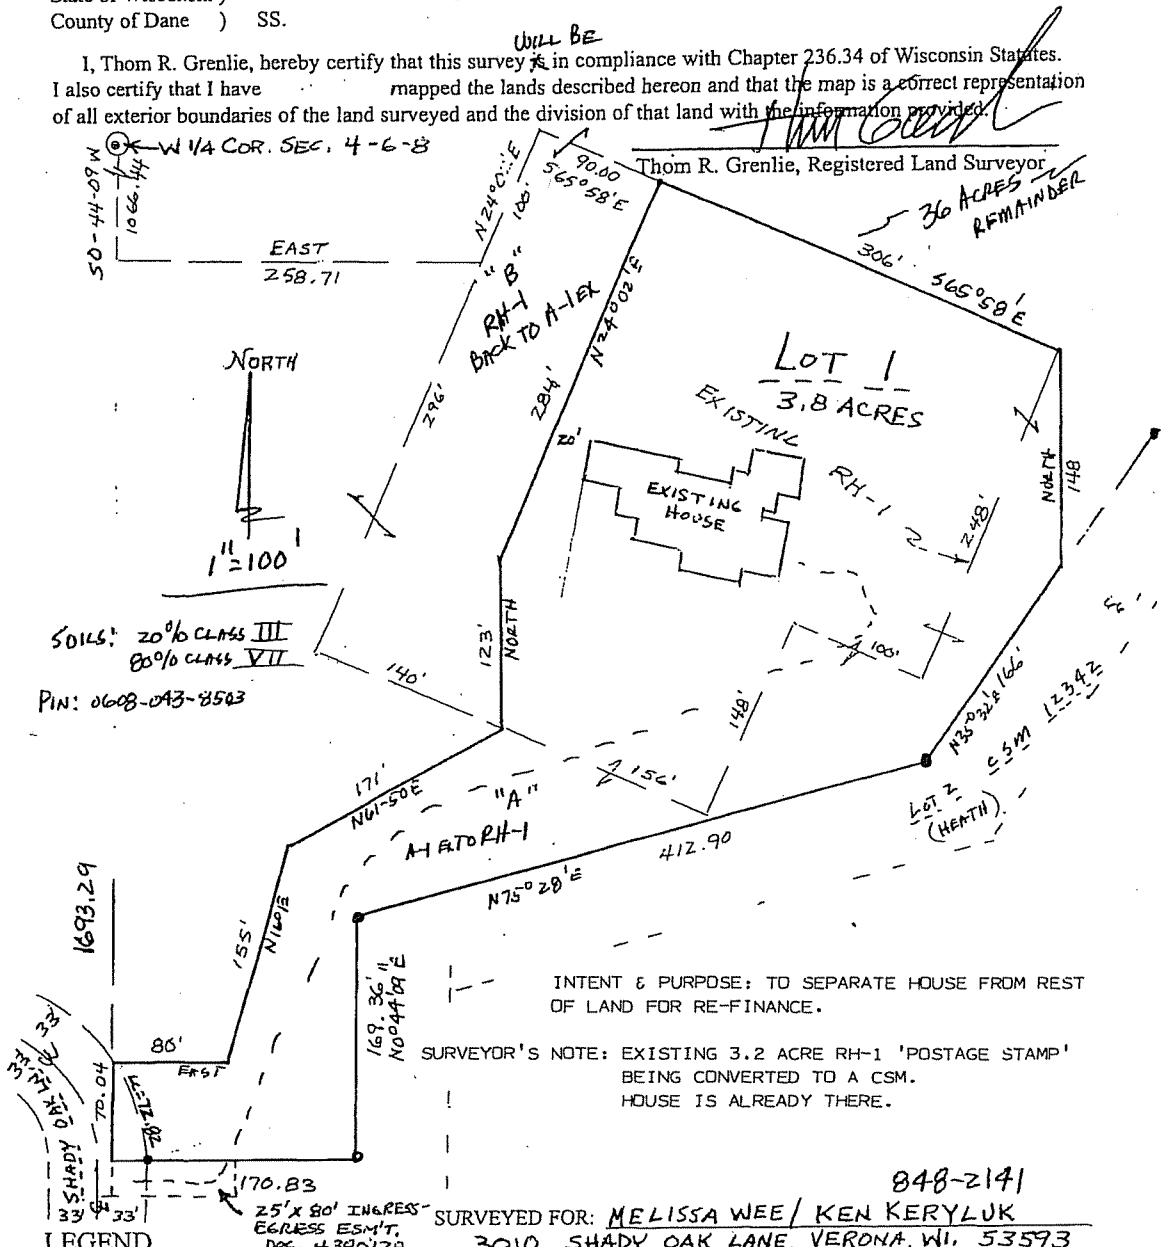 County of Dane ) SS.
WILL BE
I, Thom R. Grenlie, hereby certify that this survey is in compliance with Chapter 236.34 of Wisconsin Statutes.
I also certify that I have mapped the lands described hereon and that the map is a correct representation
of all exterior boundaries of the land surveyed and the division of that land with the information provided.
Thom R. Grenlie, Registered Land Surveyor
W 1/4 COR. SEC. 4-6-8
S0-44-09W
1066.44
EAST
258.71
100'
90.00
S65°58'E
36 ACRES
REMAINDER
306' S65°58'E
"B"
RH-1
BACK TO A-1EX
N24°02'E
284'
296'
NORTH
1"=100'
LOT 1
3.8 ACRES
EXISTING
RH-1
20'
EXISTING
HOUSE
NORTH
148
248'
SOILS: 20% CLASS III
80% CLASS VII
PIN: 0608-043-8503
123'
NORTH
140'
100'
148'
156'
N35°32'E 166'
66'
LOT 2 CSM 12342
(HEATH)
171'
N61-50E
"A"
A-1 EX TO RH-1
412.90
N75°28'E
1693.29
155'
N16°E
169.36'
N0°44'09"E
80'
EAST
70.04
K=72.82
33' 33'
SHADY OAK LN.
33' 33'
170.83
25' X 80' INGRESS-
EGRESS ESM'T.
INTENT & PURPOSE: TO SEPARATE HOUSE FROM REST
OF LAND FOR RE-FINANCE.
SURVEYOR'S NOTE: EXISTING 3.2 ACRE RH-1 'POSTAGE STAMP'
BEING CONVERTED TO A CSM.
HOUSE IS ALREADY THERE.
848-2141
SURVEYED FOR: MELISSA WEE/ KEN KERYLUK
3010 SHADY OAK LANE, VERONA, WI. 53593
LEGEND